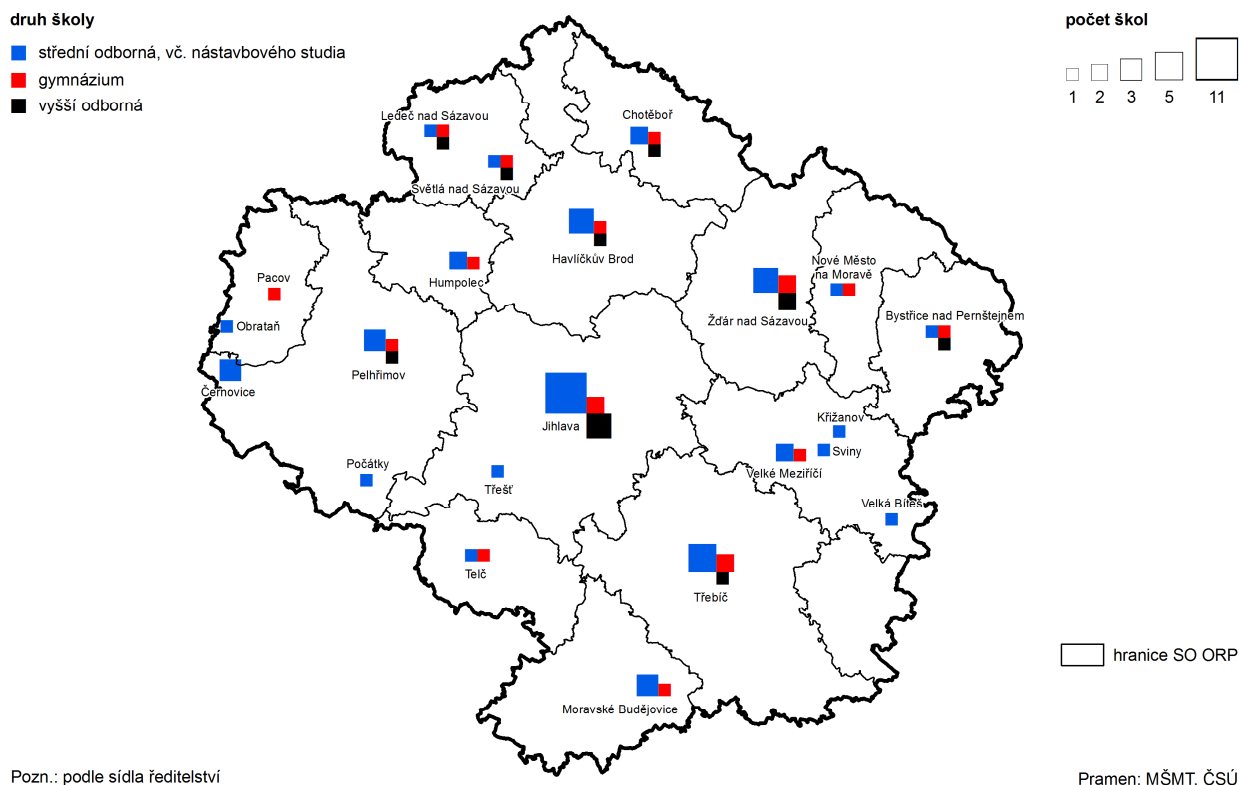 druh školy
střední odborná, vč. nástavbového studia
gymnázium
vyšší odborná
počet škol
1 2 3 5 11
Ledeč nad Sázavou
Chotěboř
Světlá nad Sázavou
Havlíčkův Brod
Humpolec
Nové Město
na Moravě
Pacov
Obrataň
Žďár nad Sázavou
Bystřice nad Pernštejnem
Pelhřimov
Černovice
Jihlava
Křižanov
Sviny
Velké Meziříčí
Počátky
Třešť
Velká Bíteš
Telč
Třebíč
hranice SO ORP
Moravské Budějovice
Pozn.: podle sídla ředitelství
Pramen: MŠMT, ČSÚ